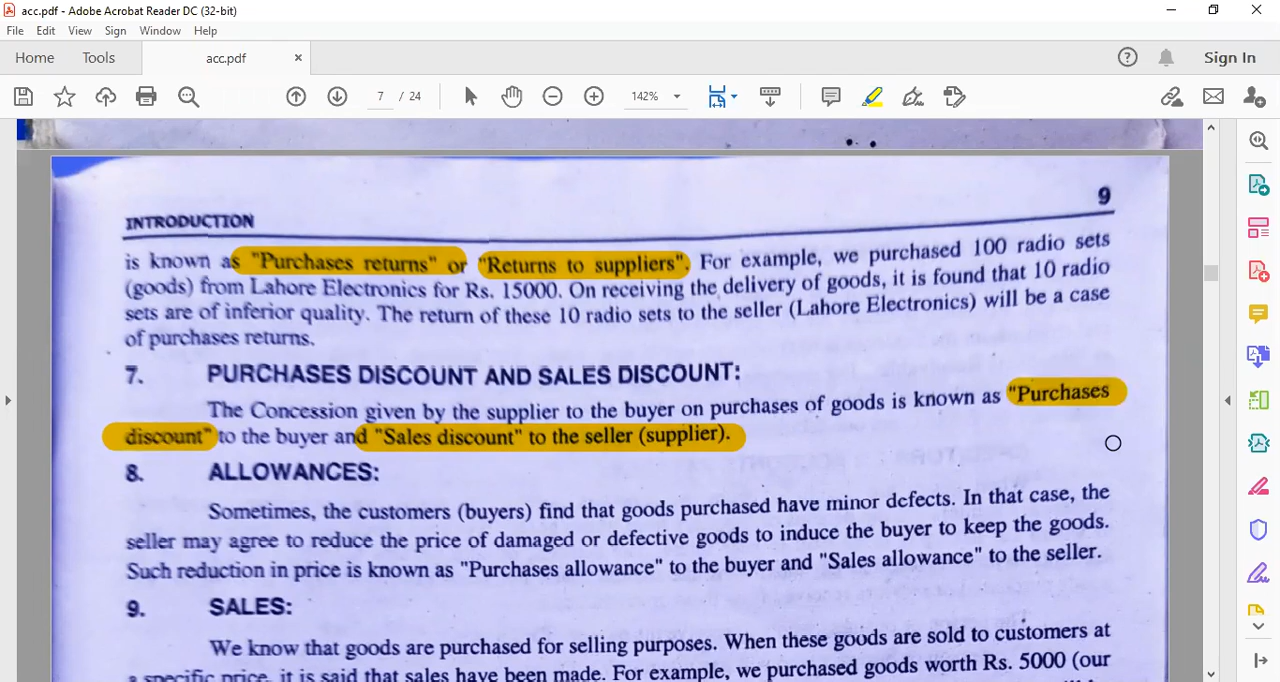 acc.pdf - Adobe Acrobat Reader DC (32-bit)
File Edit View Sign Window Help
Home Tools acc.pdf × Sign In
7 / 24 142%
INTRODUCTION 9
is known as "Purchases returns" or "Returns to suppliers". For example, we purchased 100 radio sets
(goods) from Lahore Electronics for Rs. 15000. On receiving the delivery of goods, it is found that 10 radio
sets are of inferior quality. The return of these 10 radio sets to the seller (Lahore Electronics) will be a case
of purchases returns.
7. PURCHASES DISCOUNT AND SALES DISCOUNT:
The Concession given by the supplier to the buyer on purchases of goods is known as "Purchases
discount" to the buyer and "Sales discount" to the seller (supplier).
8. ALLOWANCES:
Sometimes, the customers (buyers) find that goods purchased have minor defects. In that case, the
seller may agree to reduce the price of damaged or defective goods to induce the buyer to keep the goods.
Such reduction in price is known as "Purchases allowance" to the buyer and "Sales allowance" to the seller.
9. SALES:
We know that goods are purchased for selling purposes. When these goods are sold to customers at
a specific price, it is said that sales have been made. For example, we purchased goods worth Rs. 5000 (our